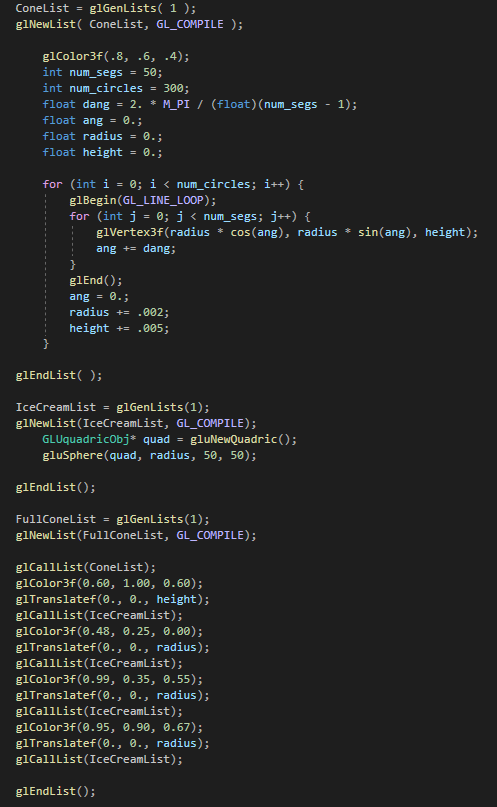 ConeList = glGenLists( 1 );
glNewList( ConeList, GL_COMPILE );
glColor3f(.8, .6, .4);
int num_segs = 50;
int num_circles = 300;
float dang = 2. * M_PI / (float)(num_segs - 1);
float ang = 0.;
float radius = 0.;
float height = 0.;
for (int i = 0; i < num_circles; i++) {
glBegin(GL_LINE_LOOP);
for (int j = 0; j < num_segs; j++) {
glVertex3f(radius * cos(ang), radius * sin(ang), height);
ang += dang;
}
glEnd();
ang = 0.;
radius += .002;
height += .005;
}
glEndList( );
IceCreamList = glGenLists(1);
glNewList(IceCreamList, GL_COMPILE);
GLUquadricObj* quad = gluNewQuadric();
gluSphere(quad, radius, 50, 50);
glEndList();
FullConeList = glGenLists(1);
glNewList(FullConeList, GL_COMPILE);
glCallList(ConeList);
glColor3f(0.60, 1.00, 0.60);
glTranslatef(0., 0., height);
glCallList(IceCreamList);
glColor3f(0.48, 0.25, 0.00);
glTranslatef(0., 0., radius);
glCallList(IceCreamList);
glColor3f(0.99, 0.35, 0.55);
glTranslatef(0., 0., radius);
glCallList(IceCreamList);
glColor3f(0.95, 0.90, 0.67);
glTranslatef(0., 0., radius);
glCallList(IceCreamList);
glEndList();